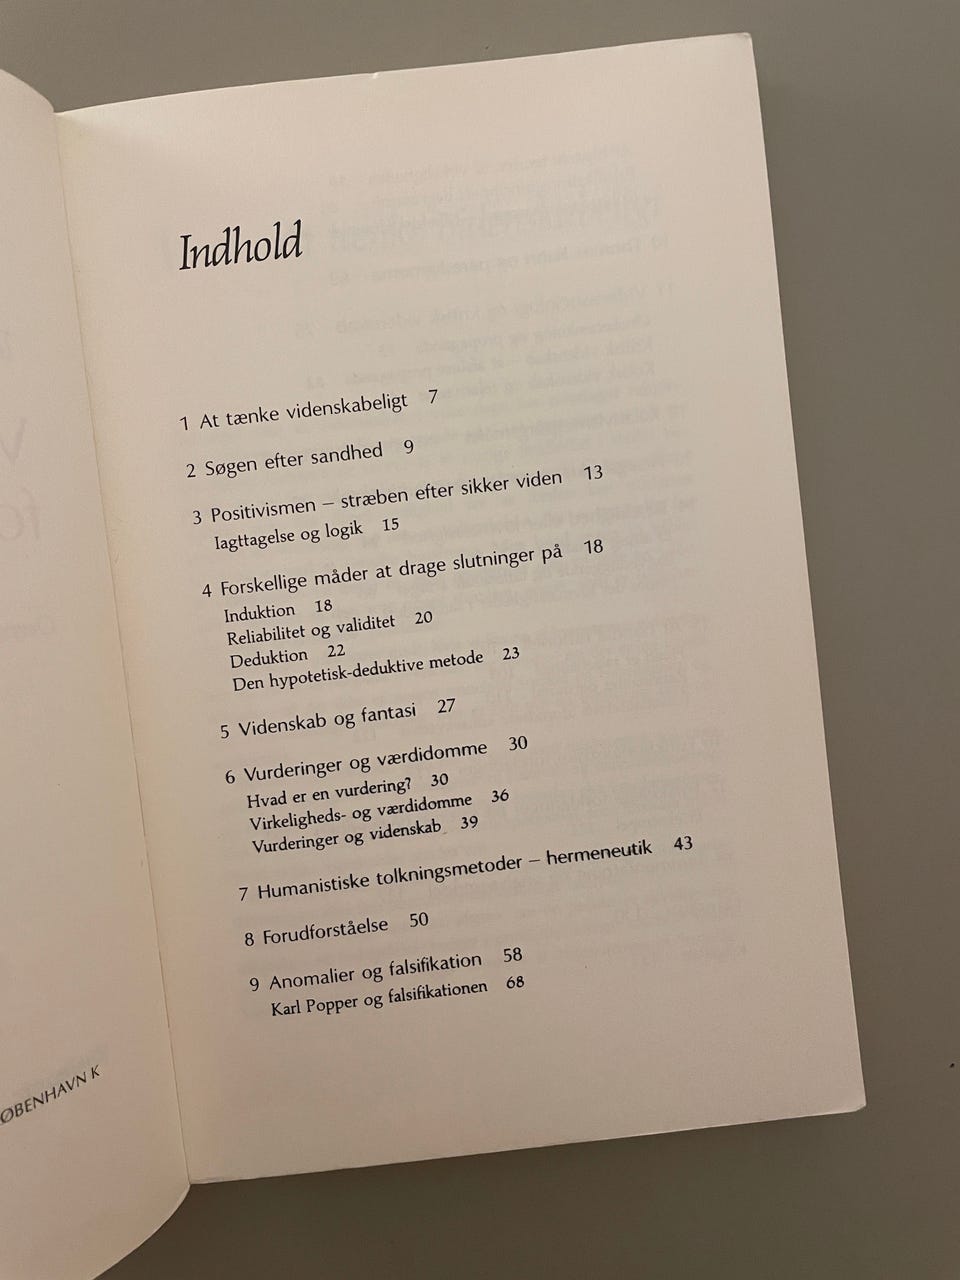 Indhold
1 At tænke videnskabeligt 7
2 Søgen efter sandhed 9
3 Positivismen – stræben efter sikker viden 13
Iagttagelse og logik 15
4 Forskellige måder at drage slutninger på 18
Induktion 18
Reliabilitet og validitet 20
Deduktion 22
Den hypotetisk-deduktive metode 23
5 Videnskab og fantasi 27
6 Vurderinger og værdidomme 30
Hvad er en vurdering? 30
Virkeligheds- og værdidomme 36
Vurderinger og videnskab 39
7 Humanistiske tolkningsmetoder – hermeneutik 43
8 Forudforståelse 50
9 Anomalier og falsifikation 58
Karl Popper og falsifikationen 68
ØBENHAVN K